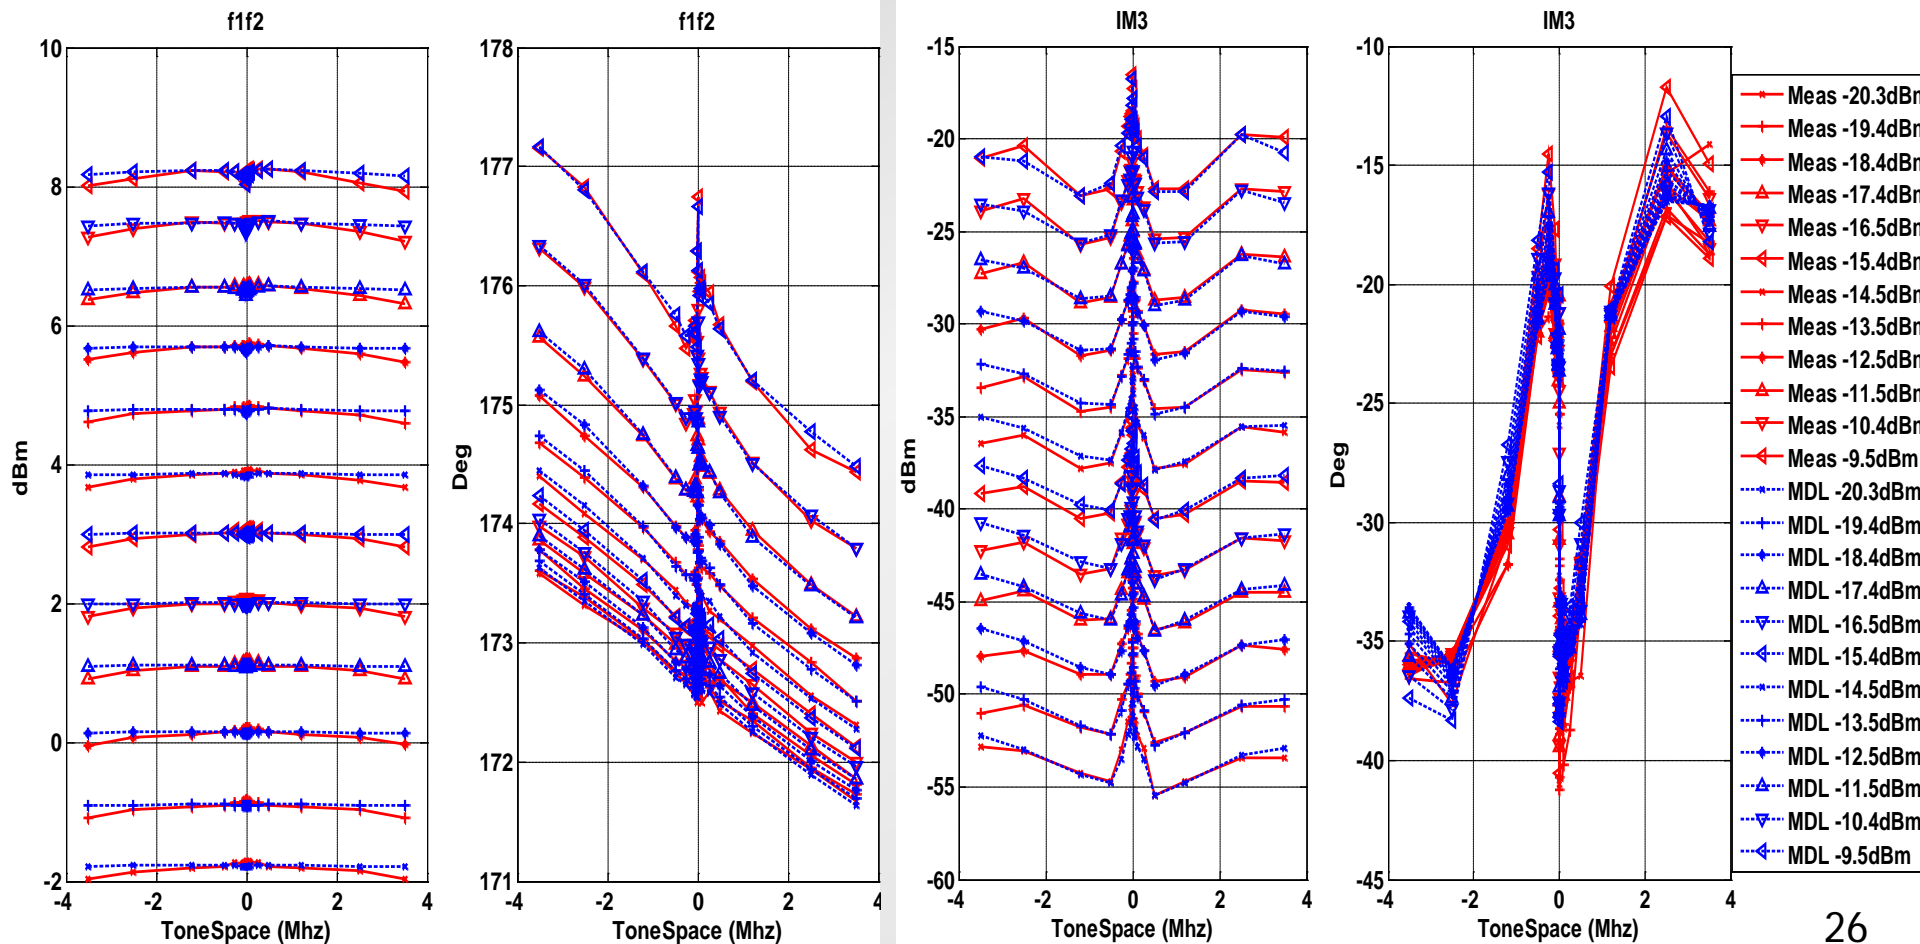 f1f2
10
8
6
4
2
0
-2
-4
-2
0
2
4
dBm
ToneSpace (Mhz)
f1f2
178
177
176
175
174
173
172
171
-4
-2
0
2
4
Deg
ToneSpace (Mhz)
IM3
-15
-20
-25
-30
-35
-40
-45
-50
-55
-60
-4
-2
0
2
4
dBm
ToneSpace (Mhz)
IM3
-10
-15
-20
-25
-30
-35
-40
-45
-4
-2
0
2
4
Deg
ToneSpace (Mhz)
Meas -20.3dBm
Meas -19.4dBm
Meas -18.4dBm
Meas -17.4dBm
Meas -16.5dBm
Meas -15.4dBm
Meas -14.5dBm
Meas -13.5dBm
Meas -12.5dBm
Meas -11.5dBm
Meas -10.4dBm
Meas -9.5dBm
MDL -20.3dBm
MDL -19.4dBm
MDL -18.4dBm
MDL -17.4dBm
MDL -16.5dBm
MDL -15.4dBm
MDL -14.5dBm
MDL -13.5dBm
MDL -12.5dBm
MDL -11.5dBm
MDL -10.4dBm
MDL -9.5dBm
26